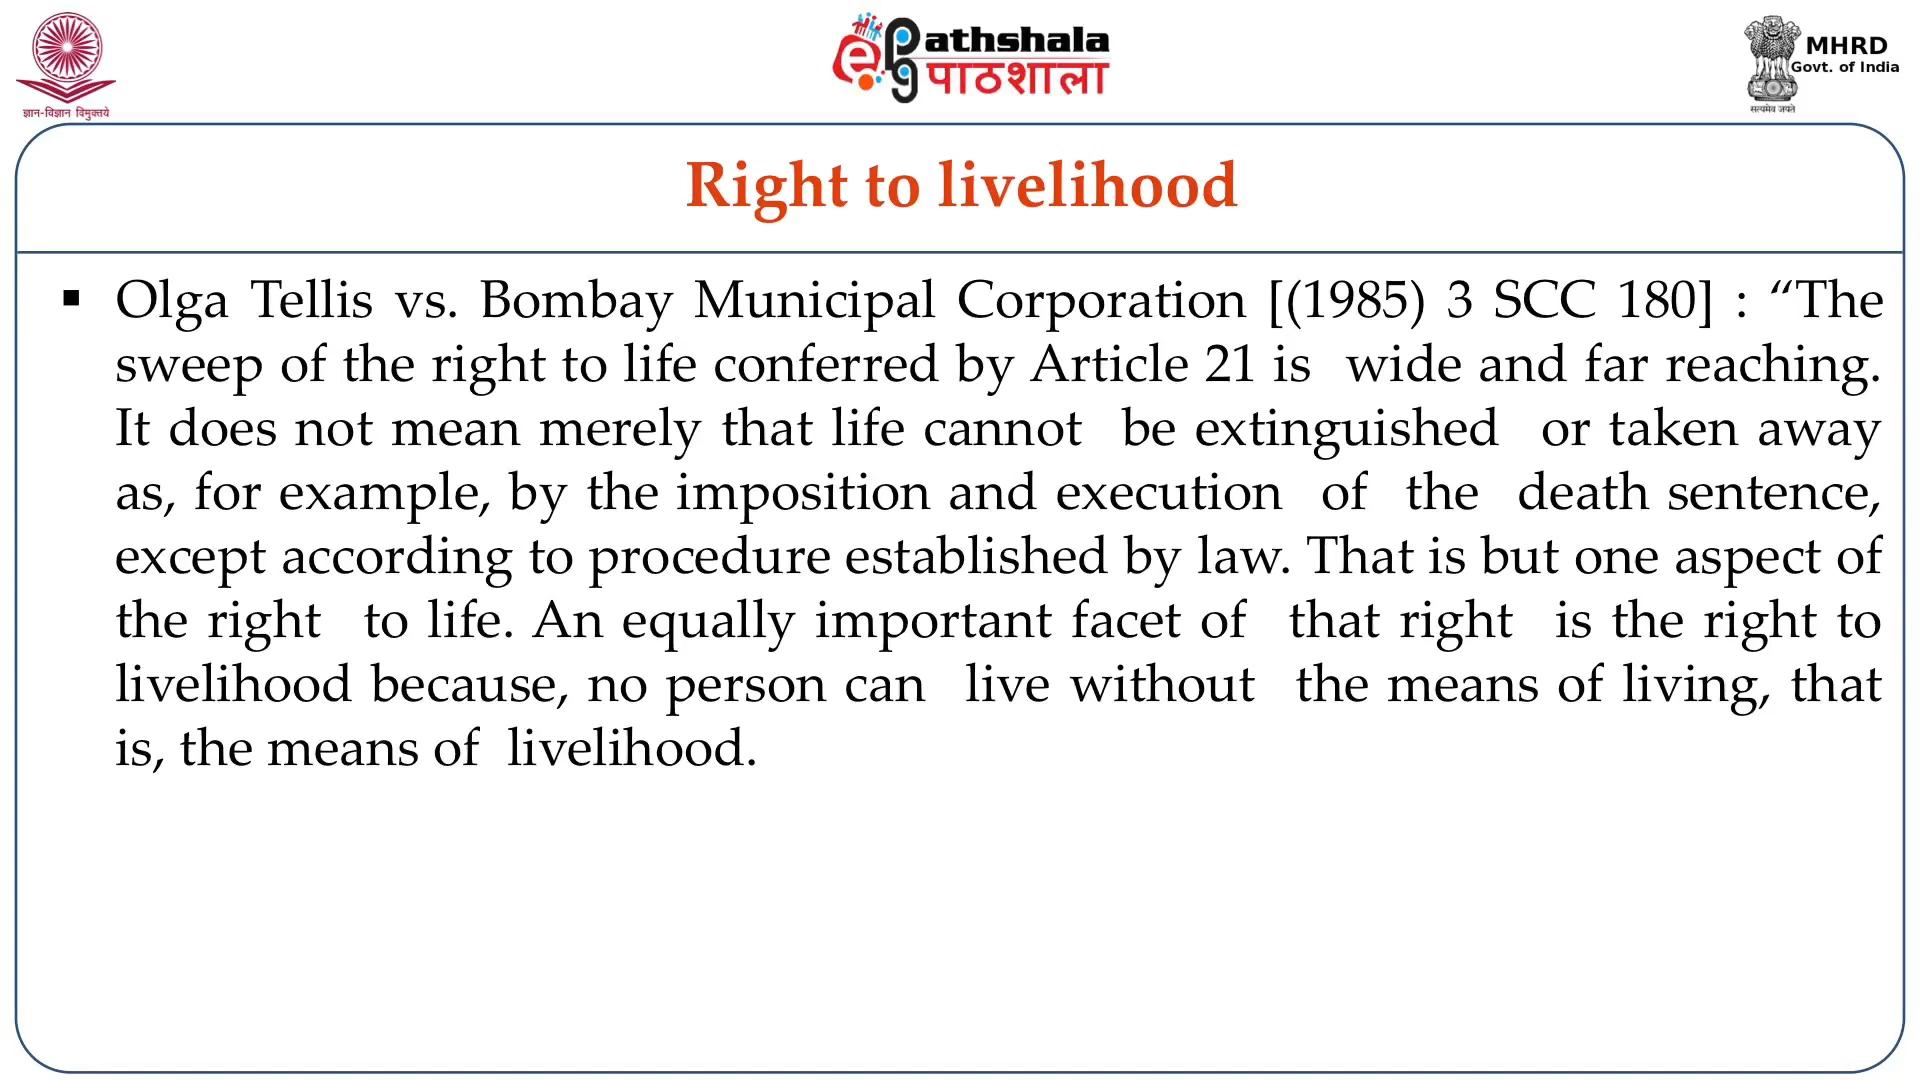 ज्ञान-विज्ञान विमुक्तये
ePathshala
पाठशाला
MHRD
Govt. of India
सत्यमेव जयते
Right to livelihood
▪ Olga Tellis vs. Bombay Municipal Corporation [(1985) 3 SCC 180] : “The
sweep of the right to life conferred by Article 21 is wide and far reaching.
It does not mean merely that life cannot be extinguished or taken away
as, for example, by the imposition and execution of the death sentence,
except according to procedure established by law. That is but one aspect of
the right to life. An equally important facet of that right is the right to
livelihood because, no person can live without the means of living, that
is, the means of livelihood.